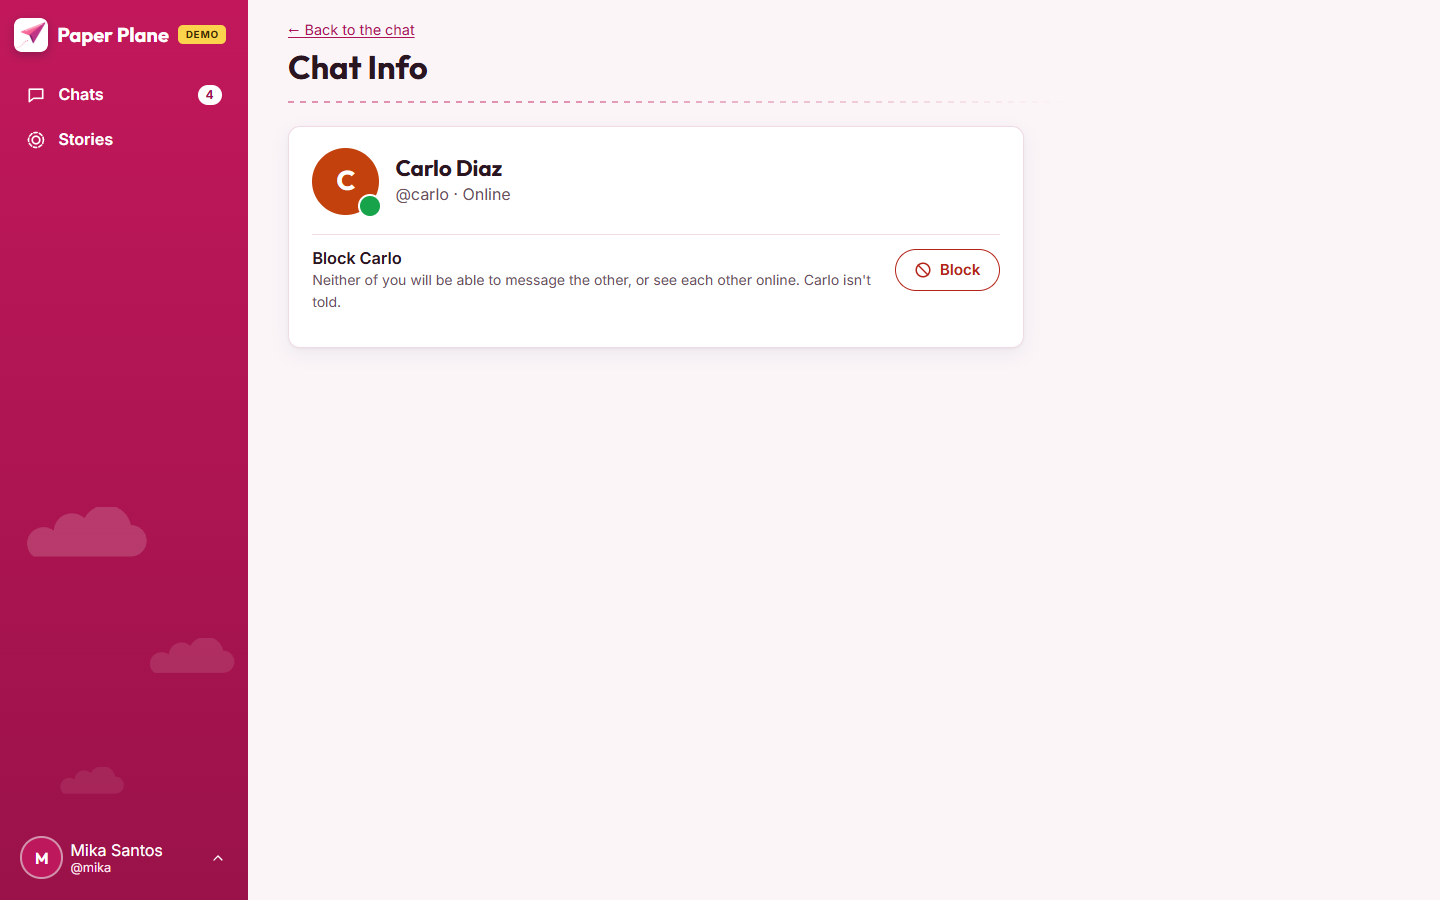 Paper Plane DEMO
Chats 4
Stories
M
Mika Santos
@mika
← Back to the chat
Chat Info
C
Carlo Diaz
@carlo · Online
Block Carlo
Neither of you will be able to message the other, or see each other online. Carlo isn't
told.
Block